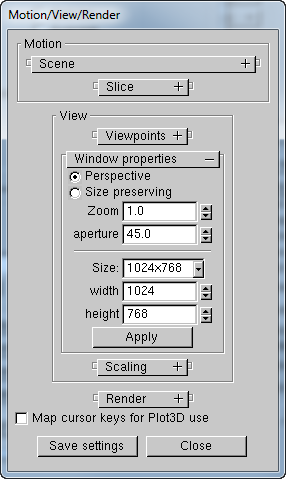 Motion/View/Render
Motion
Scene +
Slice +
View
Viewpoints +
Window properties −
Perspective
Size preserving
Zoom 1.0
aperture 45.0
Size: 1024x768
width 1024
height 768
Apply
Scaling +
Render +
Map cursor keys for Plot3D use
Save settings Close